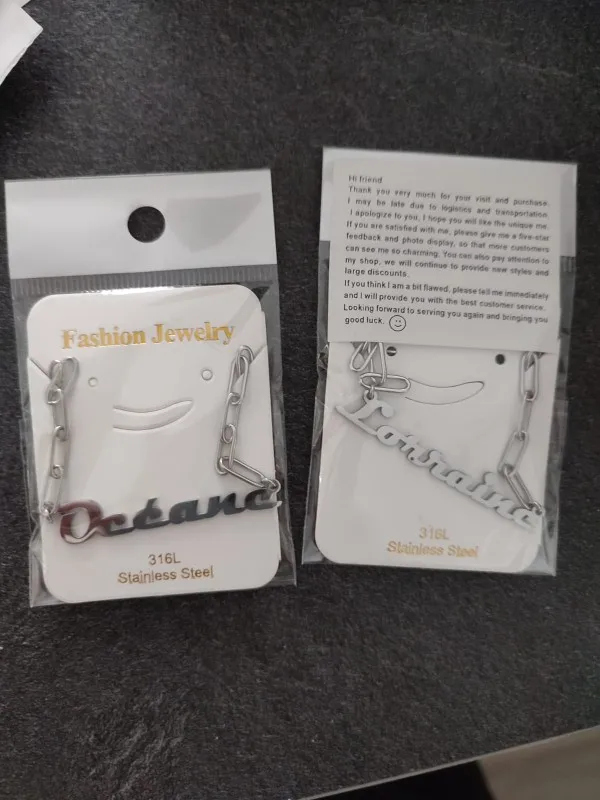 Fashion Jewelry
Océane
316L
Stainless Steel
Hi friend
Thank you very much for your visit and purchase.
I may be late due to logistics and transportation.
I apologize to you, I hope you will like the unique me.
If you are satisfied with me, please give me a five-star
feedback and photo display, so that more customers
can see me so charming, You can also pay attention to
my shop, we will continue to provide new styles and
large discounts.
If you think I am a bit flawed, please tell me immediately
and I will provide you with the best customer service.
Looking forward to serving you again and bringing you
good luck.
Lorraine
316L
Stainless Steel